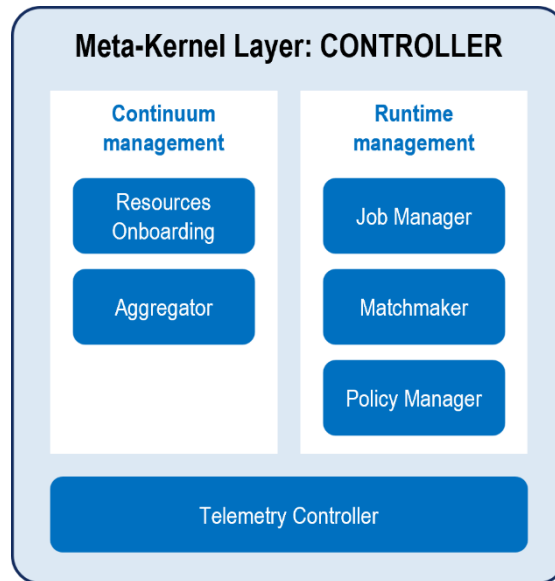 Meta-Kernel Layer: CONTROLLER
Continuum
management
Resources
Onboarding
Aggregator
Runtime
management
Job Manager
Matchmaker
Policy Manager
Telemetry Controller